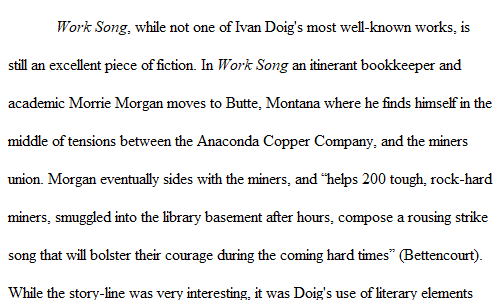 Work Song, while not one of Ivan Doig's most well-known works, is
still an excellent piece of fiction. In Work Song an itinerant bookkeeper and
academic Morrie Morgan moves to Butte, Montana where he finds himself in the
middle of tensions between the Anaconda Copper Company, and the miners
union. Morgan eventually sides with the miners, and “helps 200 tough, rock-hard
miners, smuggled into the library basement after hours, compose a rousing strike
song that will bolster their courage during the coming hard times” (Bettencourt).
While the story-line was very interesting, it was Doig's use of literary elements